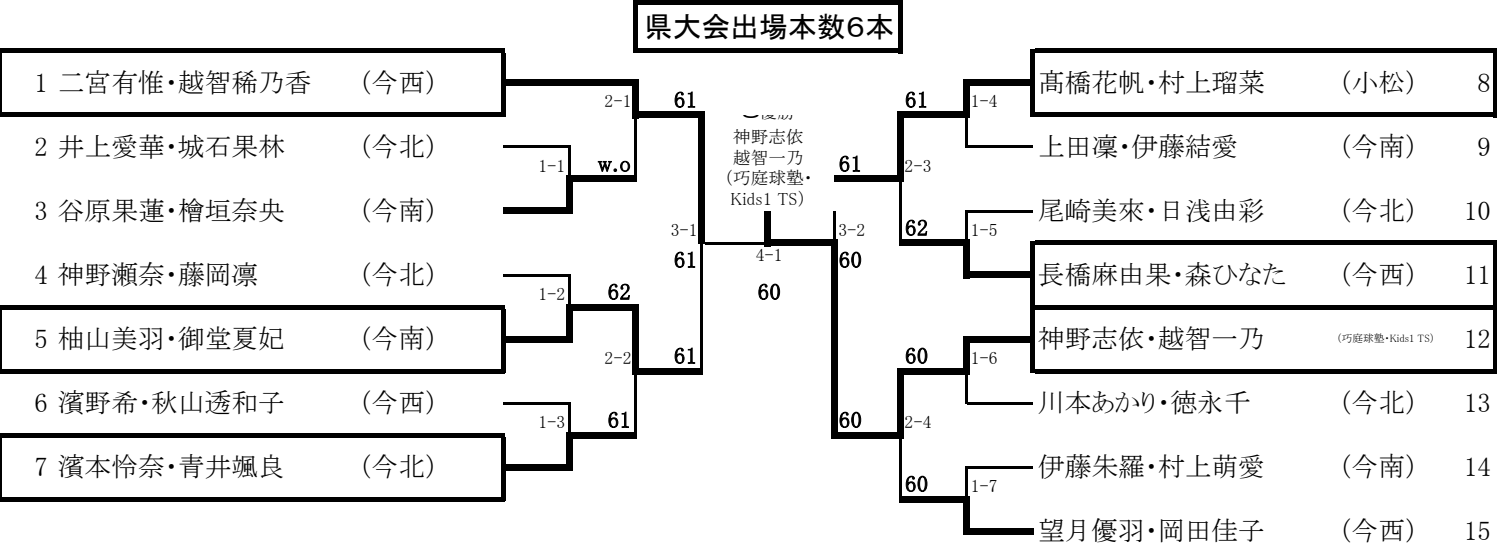 県大会出場本数6本
1 二宮有惟・越智稀乃香 (今西)
2 井上愛華・城石果林 (今北)
3 谷原果蓮・檜垣奈央 (今南)
4 神野瀬奈・藤岡凛 (今北)
5 柚山美羽・御堂夏妃 (今南)
6 濱野希・秋山透和子 (今西)
7 濱本怜奈・青井颯良 (今北)
1-1
1-2
1-3
2-1
w.o
62
2-2
61
61
3-1
61
61
優勝
神野志依
越智一乃
(巧庭球塾・
Kids1 TS)
4-1
60
61
3-2
60
60
61
2-3
62
60
2-4
60
1-4
1-5
1-6
1-7
髙橋花帆・村上瑠菜 (小松) 8
上田凜・伊藤結愛 (今南) 9
尾崎美來・日浅由彩 (今北) 10
長橋麻由果・森ひなた (今西) 11
神野志依・越智一乃 (巧庭球塾・Kids1 TS) 12
川本あかり・徳永千 (今北) 13
伊藤朱羅・村上萌愛 (今南) 14
望月優羽・岡田佳子 (今西) 15